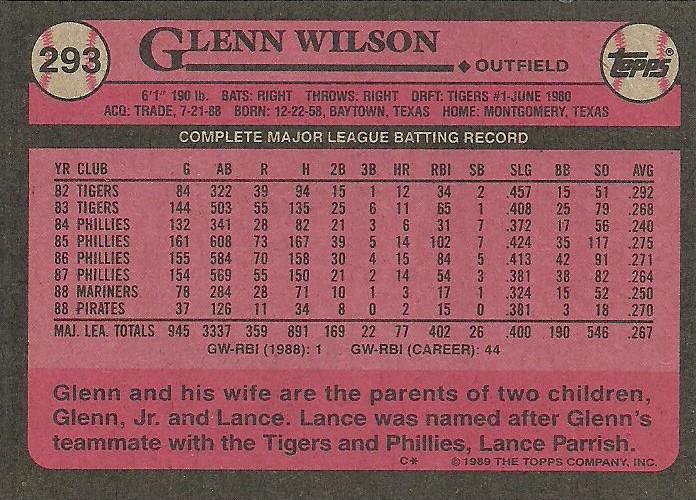 293
GLENN WILSON
OUTFIELD
TOPPS®
6'1" 190 lb. BATS: RIGHT THROWS: RIGHT DRFT: TIGERS #1-JUNE 1980
ACQ: TRADE, 7-21-88 BORN: 12-22-58, BAYTOWN, TEXAS HOME: MONTGOMERY, TEXAS
COMPLETE MAJOR LEAGUE BATTING RECORD
YR CLUB G AB R H 2B 3B HR RBI SB SLG BB SO AVG
82 TIGERS 84 322 39 94 15 1 12 34 2 .457 15 51 .292
83 TIGERS 144 503 55 135 25 6 11 65 1 .408 25 79 .268
84 PHILLIES 132 341 28 82 21 3 6 31 7 .372 17 56 .240
85 PHILLIES 161 608 73 167 39 5 14 102 7 .424 35 117 .275
86 PHILLIES 155 584 70 158 30 4 15 84 5 .413 42 91 .271
87 PHILLIES 154 569 55 150 21 2 14 54 3 .381 38 82 .264
88 MARINERS 78 284 28 71 10 1 3 17 1 .324 15 52 .250
88 PIRATES 37 126 11 34 8 0 2 15 0 .381 3 18 .270
MAJ. LEA. TOTALS 945 3337 359 891 169 22 77 402 26 .400 190 546 .267
GW-RBI (1988): 1 GW-RBI (CAREER): 44
Glenn and his wife are the parents of two children,
Glenn, Jr. and Lance. Lance was named after Glenn's
teammate with the Tigers and Phillies, Lance Parrish.
C* © 1989 THE TOPPS COMPANY, INC.